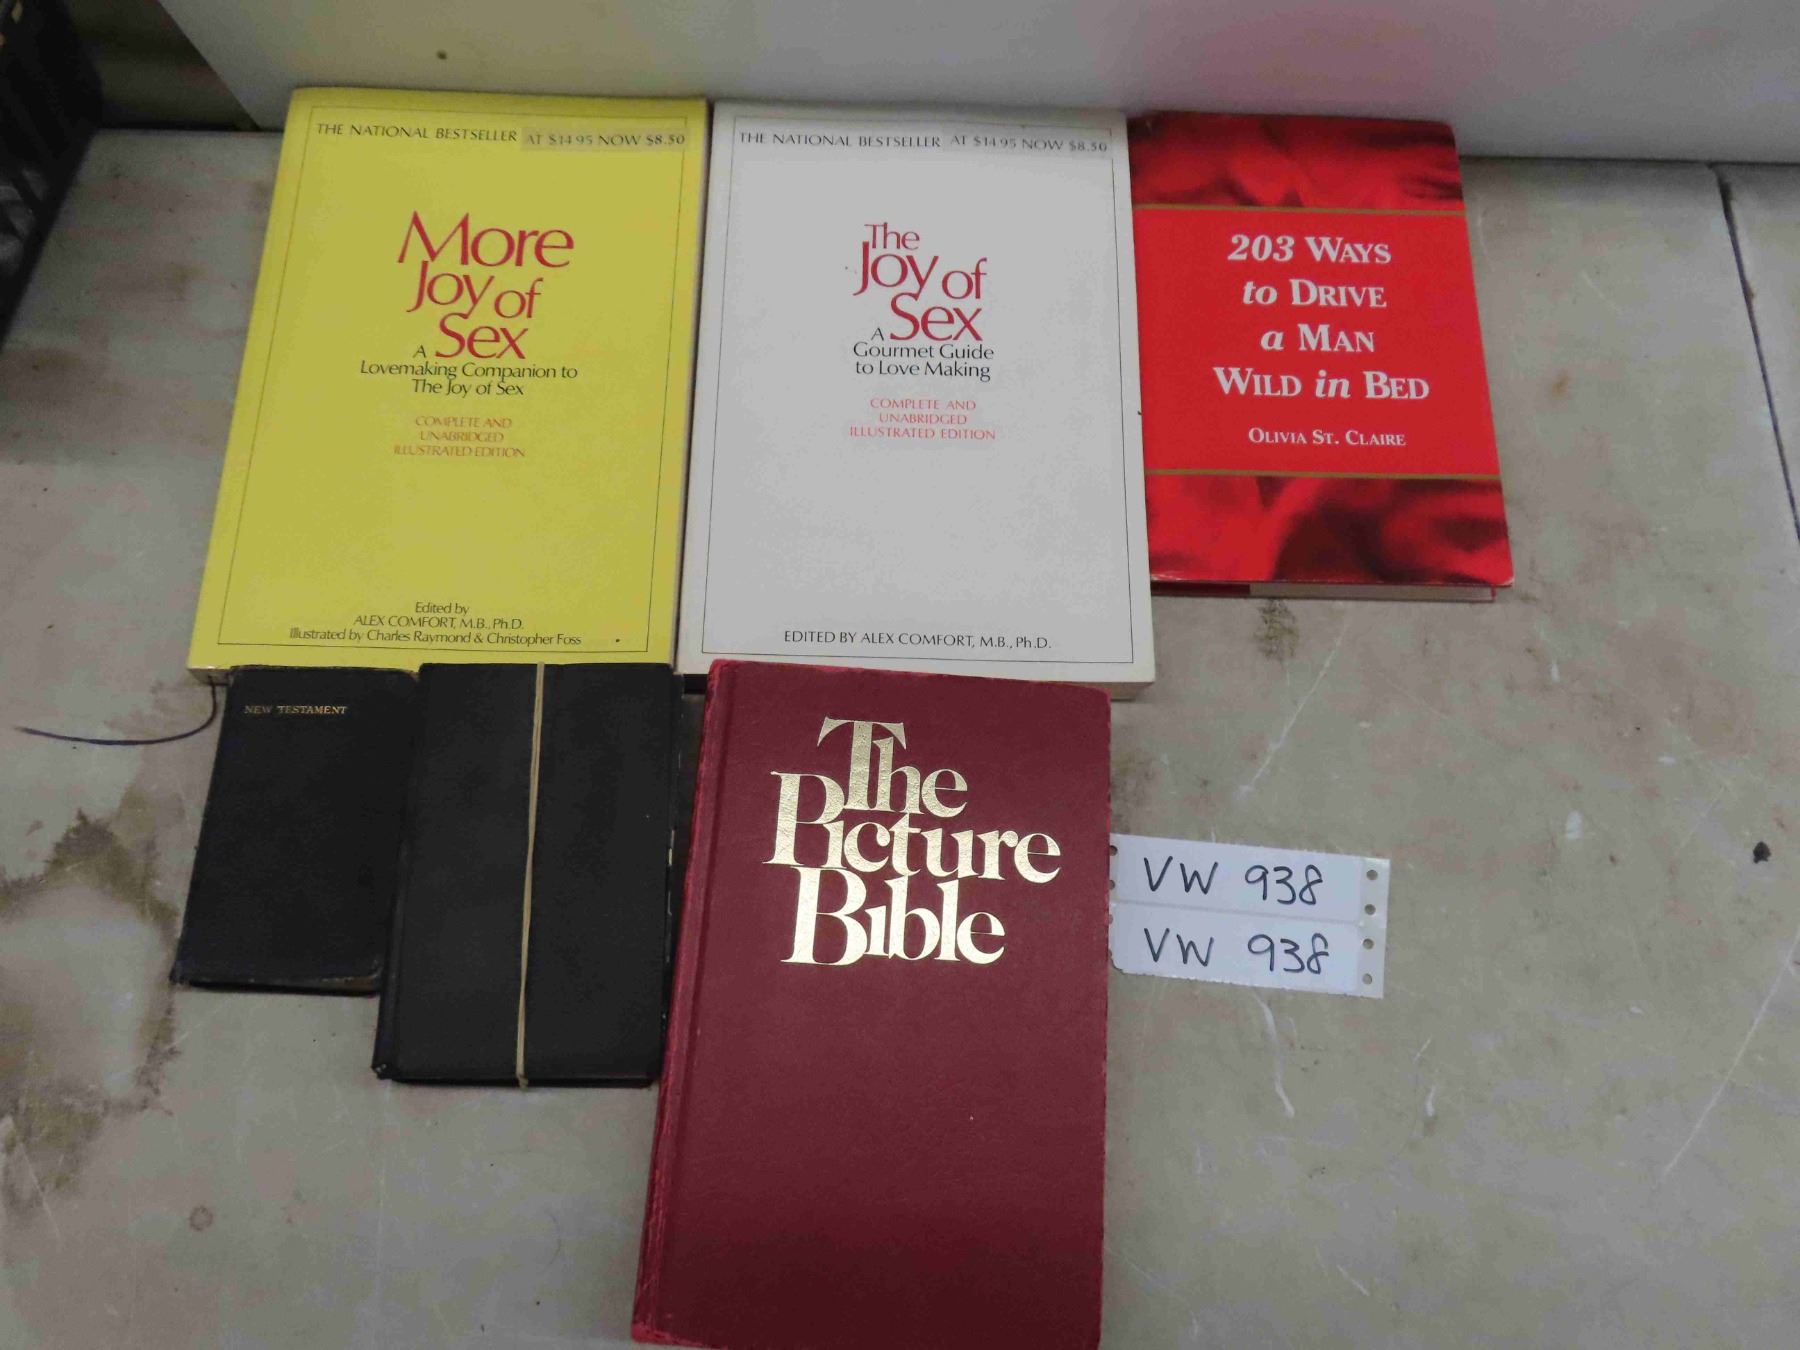 THE NATIONAL BESTSELLER AT $14.95 NOW $8.50
More
Joy of
Sex
A
Lovemaking Companion to
The Joy of Sex
COMPLETE AND
UNABRIDGED
ILLUSTRATED EDITION
Edited by
ALEX COMFORT, M.B., Ph.D.
Illustrated by Charles Raymond & Christopher Foss
THE NATIONAL BESTSELLER AT $14.95 NOW $8.50
The
Joy of
Sex
A
Gourmet Guide
to Love Making
COMPLETE AND
UNABRIDGED
ILLUSTRATED EDITION
EDITED BY ALEX COMFORT, M.B., Ph.D.
203 WAYS
to DRIVE
a MAN
WILD in BED
OLIVIA ST. CLAIRE
NEW TESTAMENT
The
Picture
Bible
VW 938
VW 938